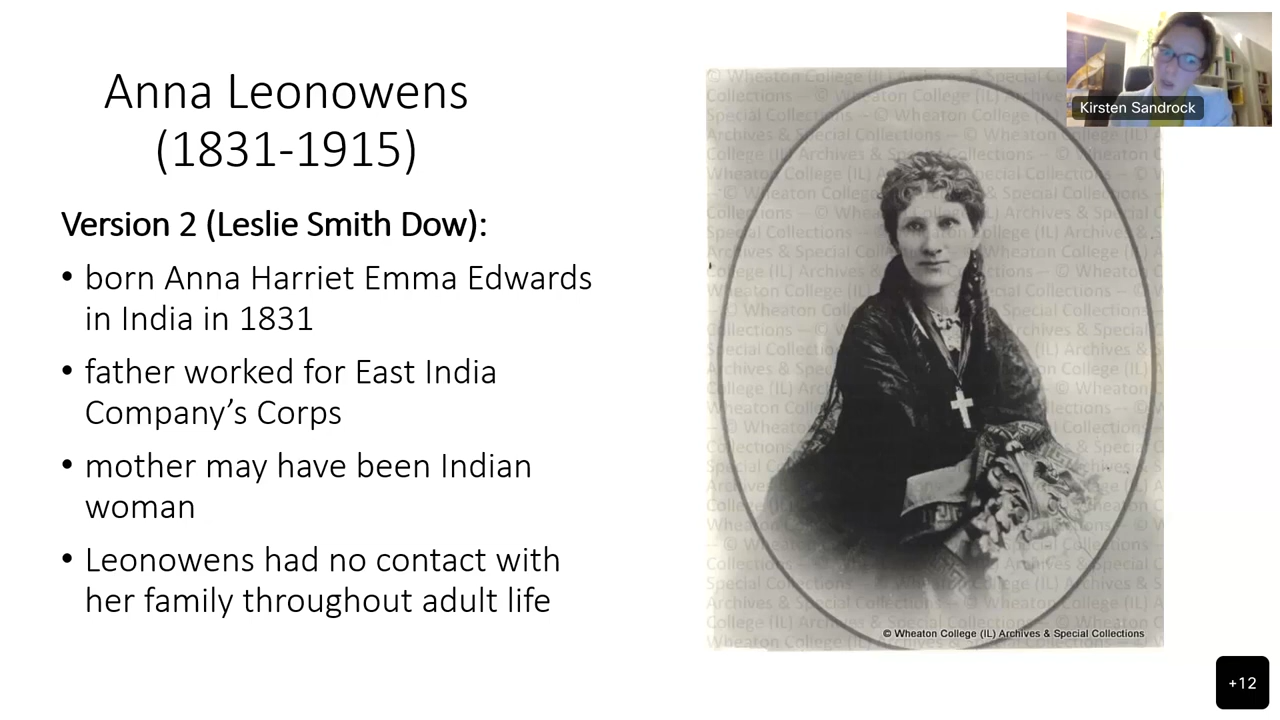 Anna Leonowens
(1831-1915)
Version 2 (Leslie Smith Dow):
• born Anna Harriet Emma Edwards
in India in 1831
• father worked for East India
Company’s Corps
• mother may have been Indian
woman
• Leonowens had no contact with
her family throughout adult life
Kirsten Sandrock
© Wheaton College (IL) Archives & Special Collections
+12